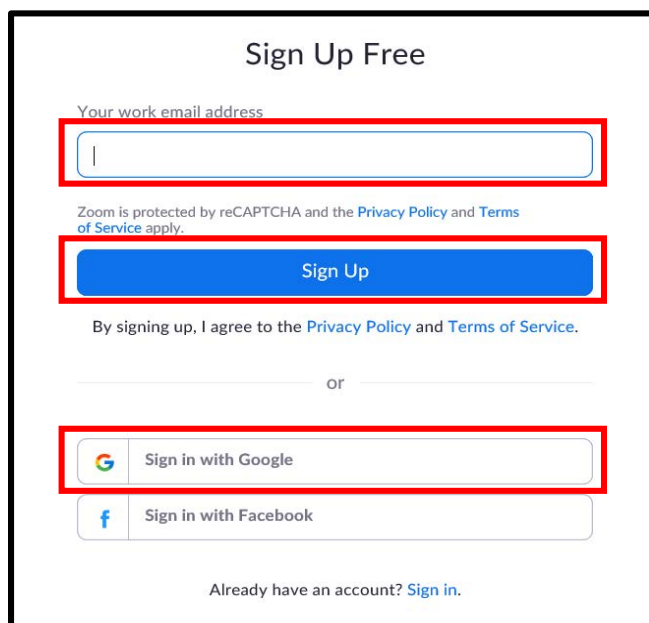 Sign Up Free
Your work email address
Zoom is protected by reCAPTCHA and the Privacy Policy and Terms
of Service apply.
Sign Up
By signing up, I agree to the Privacy Policy and Terms of Service.
or
Sign in with Google
Sign in with Facebook
Already have an account? Sign in.